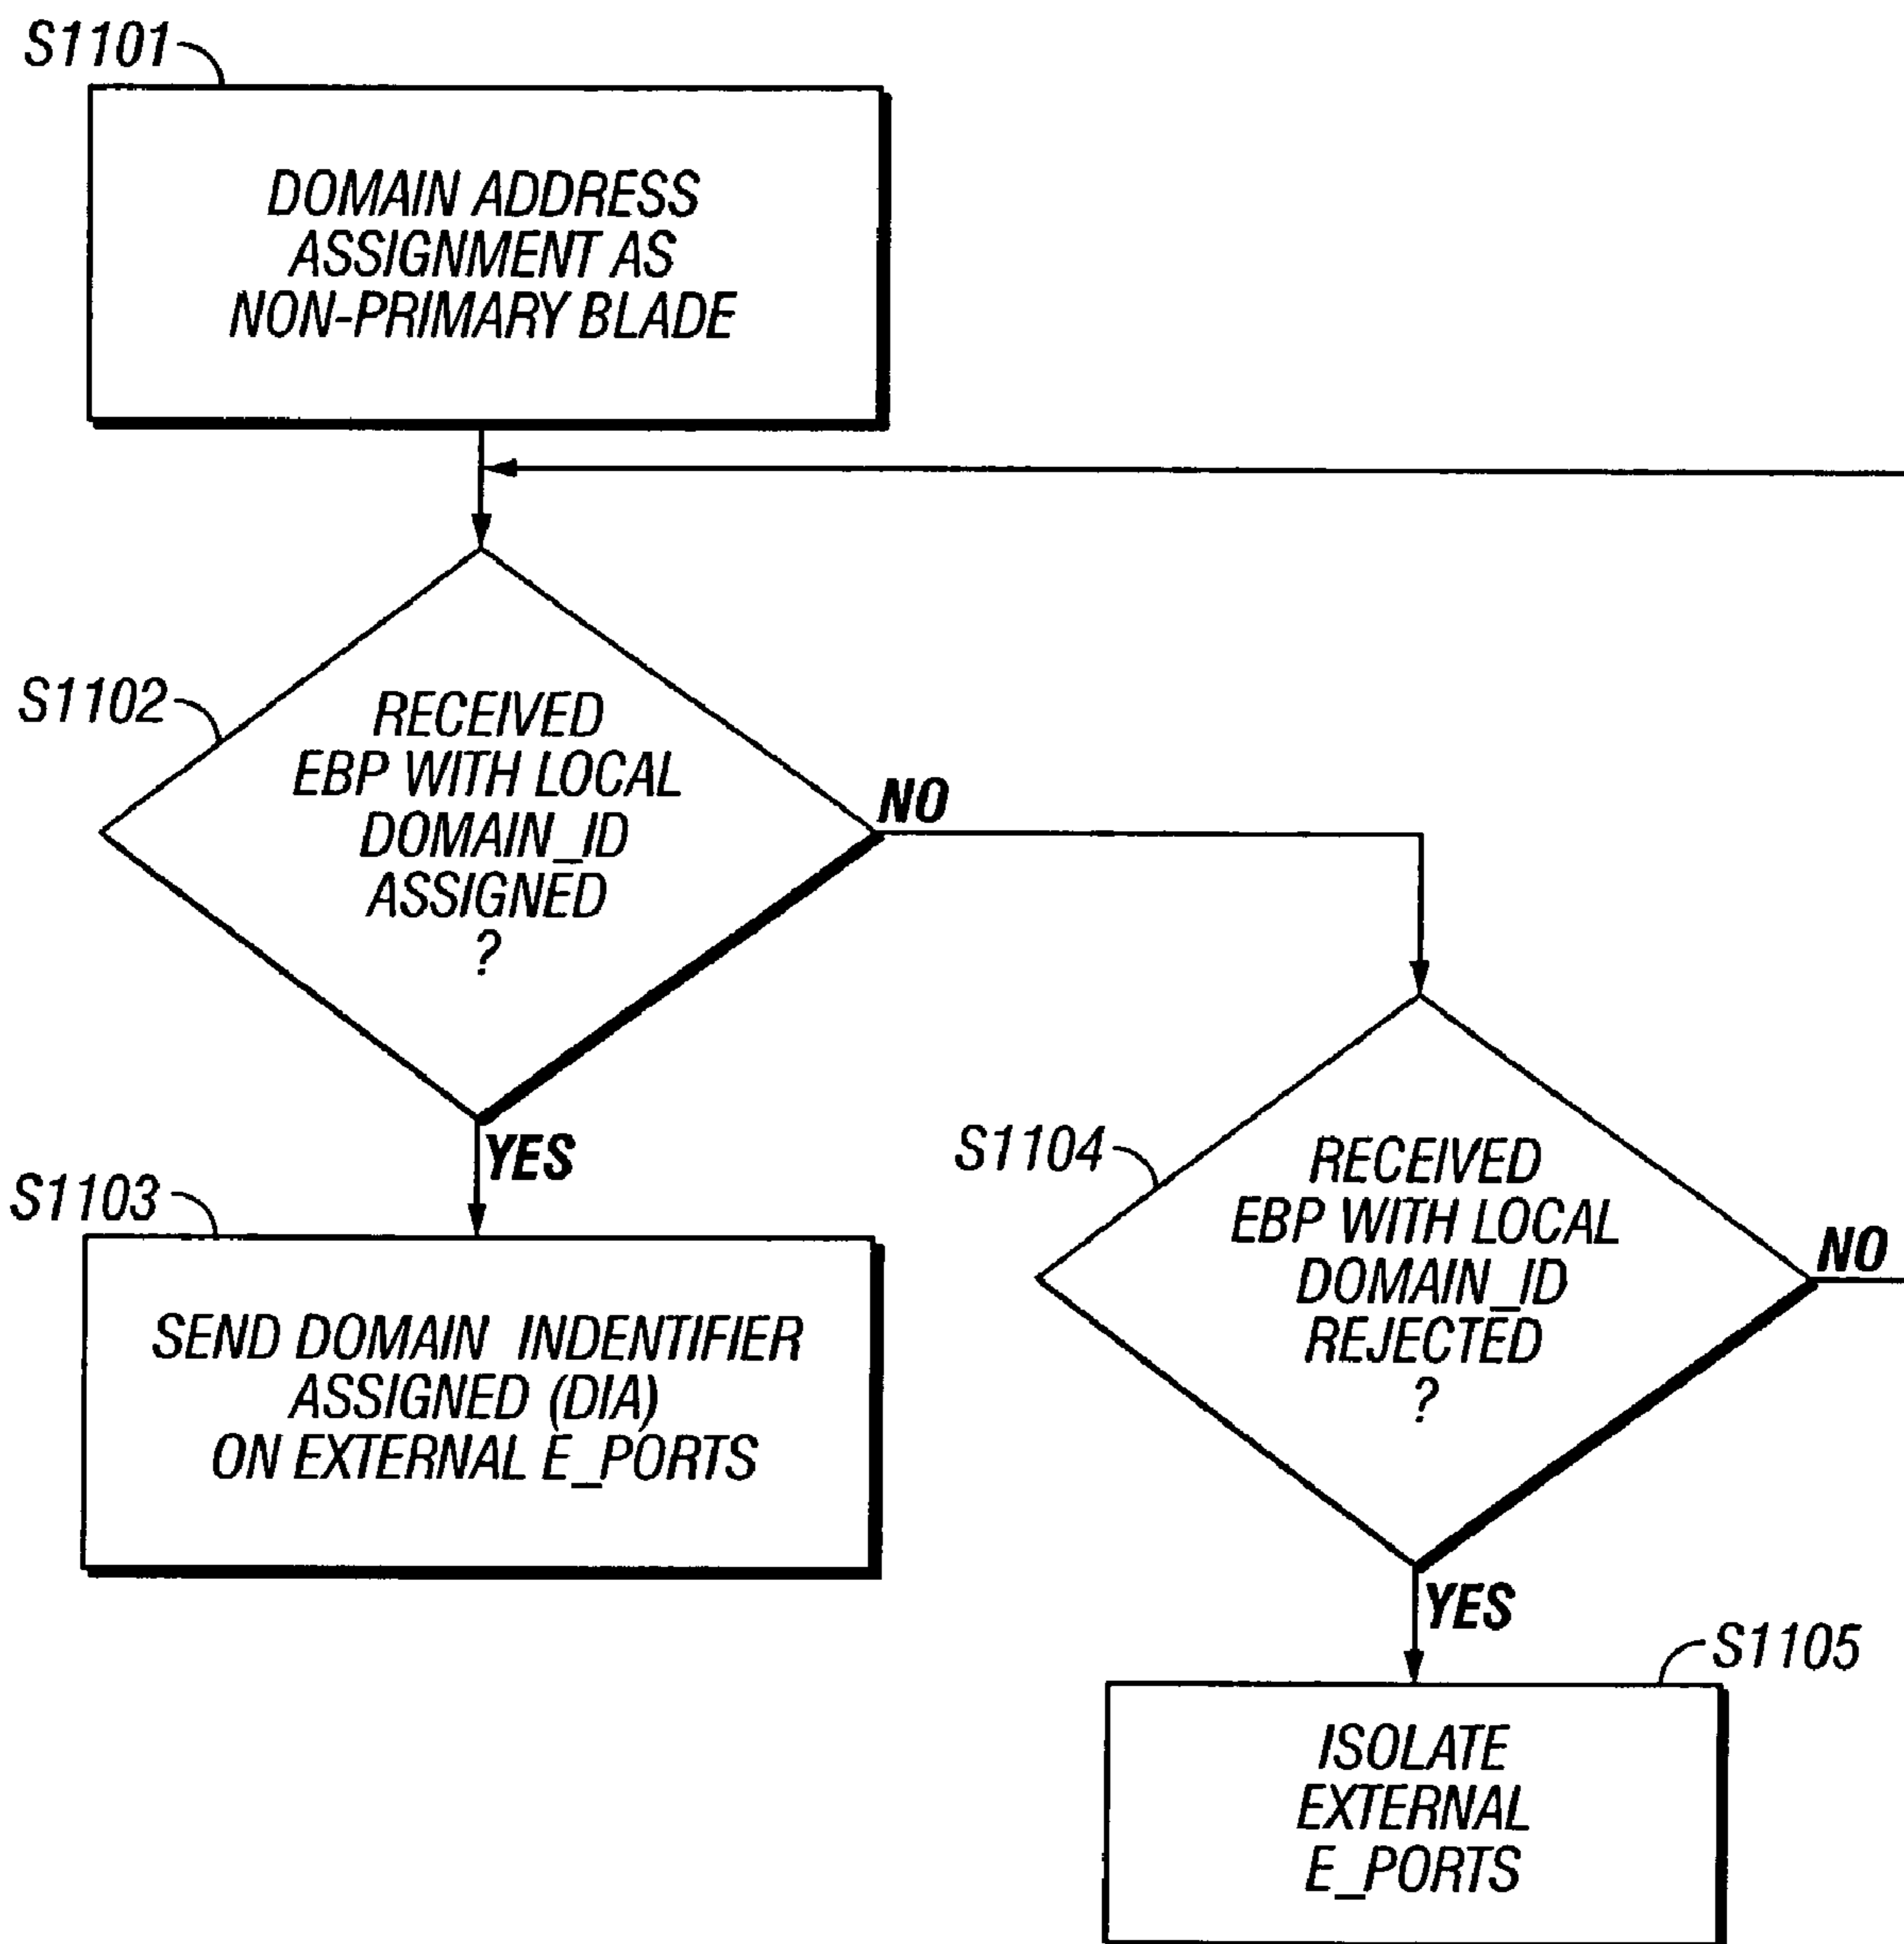 S1101
DOMAIN ADDRESS
ASSIGNMENT AS
NON-PRIMARY BLADE
S1102
RECEIVED
EBP WITH LOCAL
DOMAIN_ID
ASSIGNED
?
NO
YES
S1103
SEND DOMAIN INDENTIFIER
ASSIGNED (DIA)
ON EXTERNAL E_PORTS
S1104
RECEIVED
EBP WITH LOCAL
DOMAIN_ID
REJECTED
?
NO
YES
S1105
ISOLATE
EXTERNAL
E_PORTS